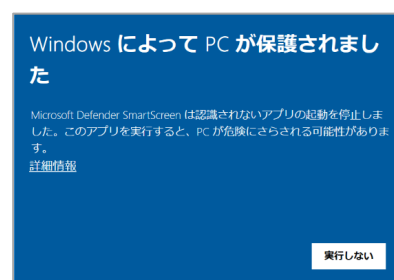 Windows によって PC が保護されまし
た
Microsoft Defender SmartScreen は認識されないアプリの起動を停止しま
した。このアプリを実行すると、PC が危険にさらされる可能性がありま
す。
詳細情報
実行しない